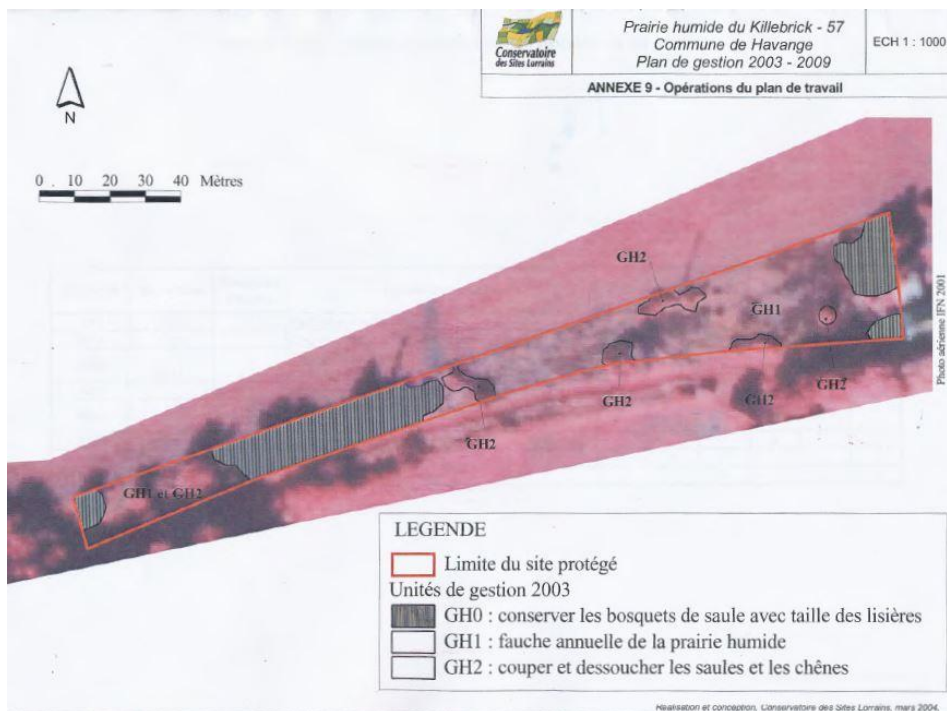 Conservatoire
des Sites Lorrains
Prairie humide du Killebrick - 57
Commune de Havange
Plan de gestion 2003 - 2009
ECH 1 : 1000
ANNEXE 9 - Opérations du plan de travail
N
0 10 20 30 40 Mètres
GH2
GH1
GH2
GH2
GH2
GH2
GH1 et GH2
Photo aérienne IFN 2001
LEGENDE
Limite du site protégé
Unités de gestion 2003
GH0 : conserver les bosquets de saule avec taille des lisières
GH1 : fauche annuelle de la prairie humide
GH2 : couper et dessoucher les saules et les chênes
Réalisation et conception. Conservatoire des Sites Lorrains. mars 2004.